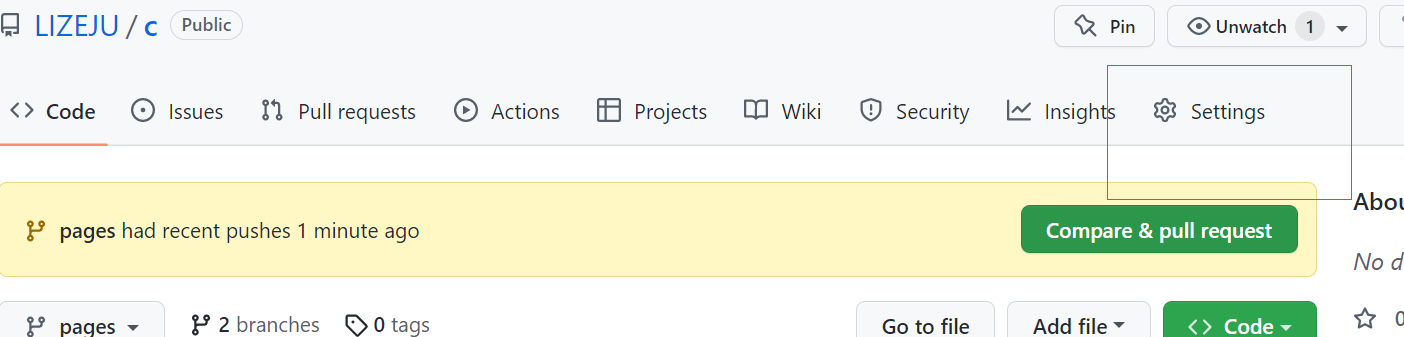 LIZEJU / c Public Pin Unwatch 1
Code Issues Pull requests Actions Projects Wiki Security Insights Settings
pages had recent pushes 1 minute ago Compare & pull request
pages 2 branches 0 tags Go to file Add file Code
No
0